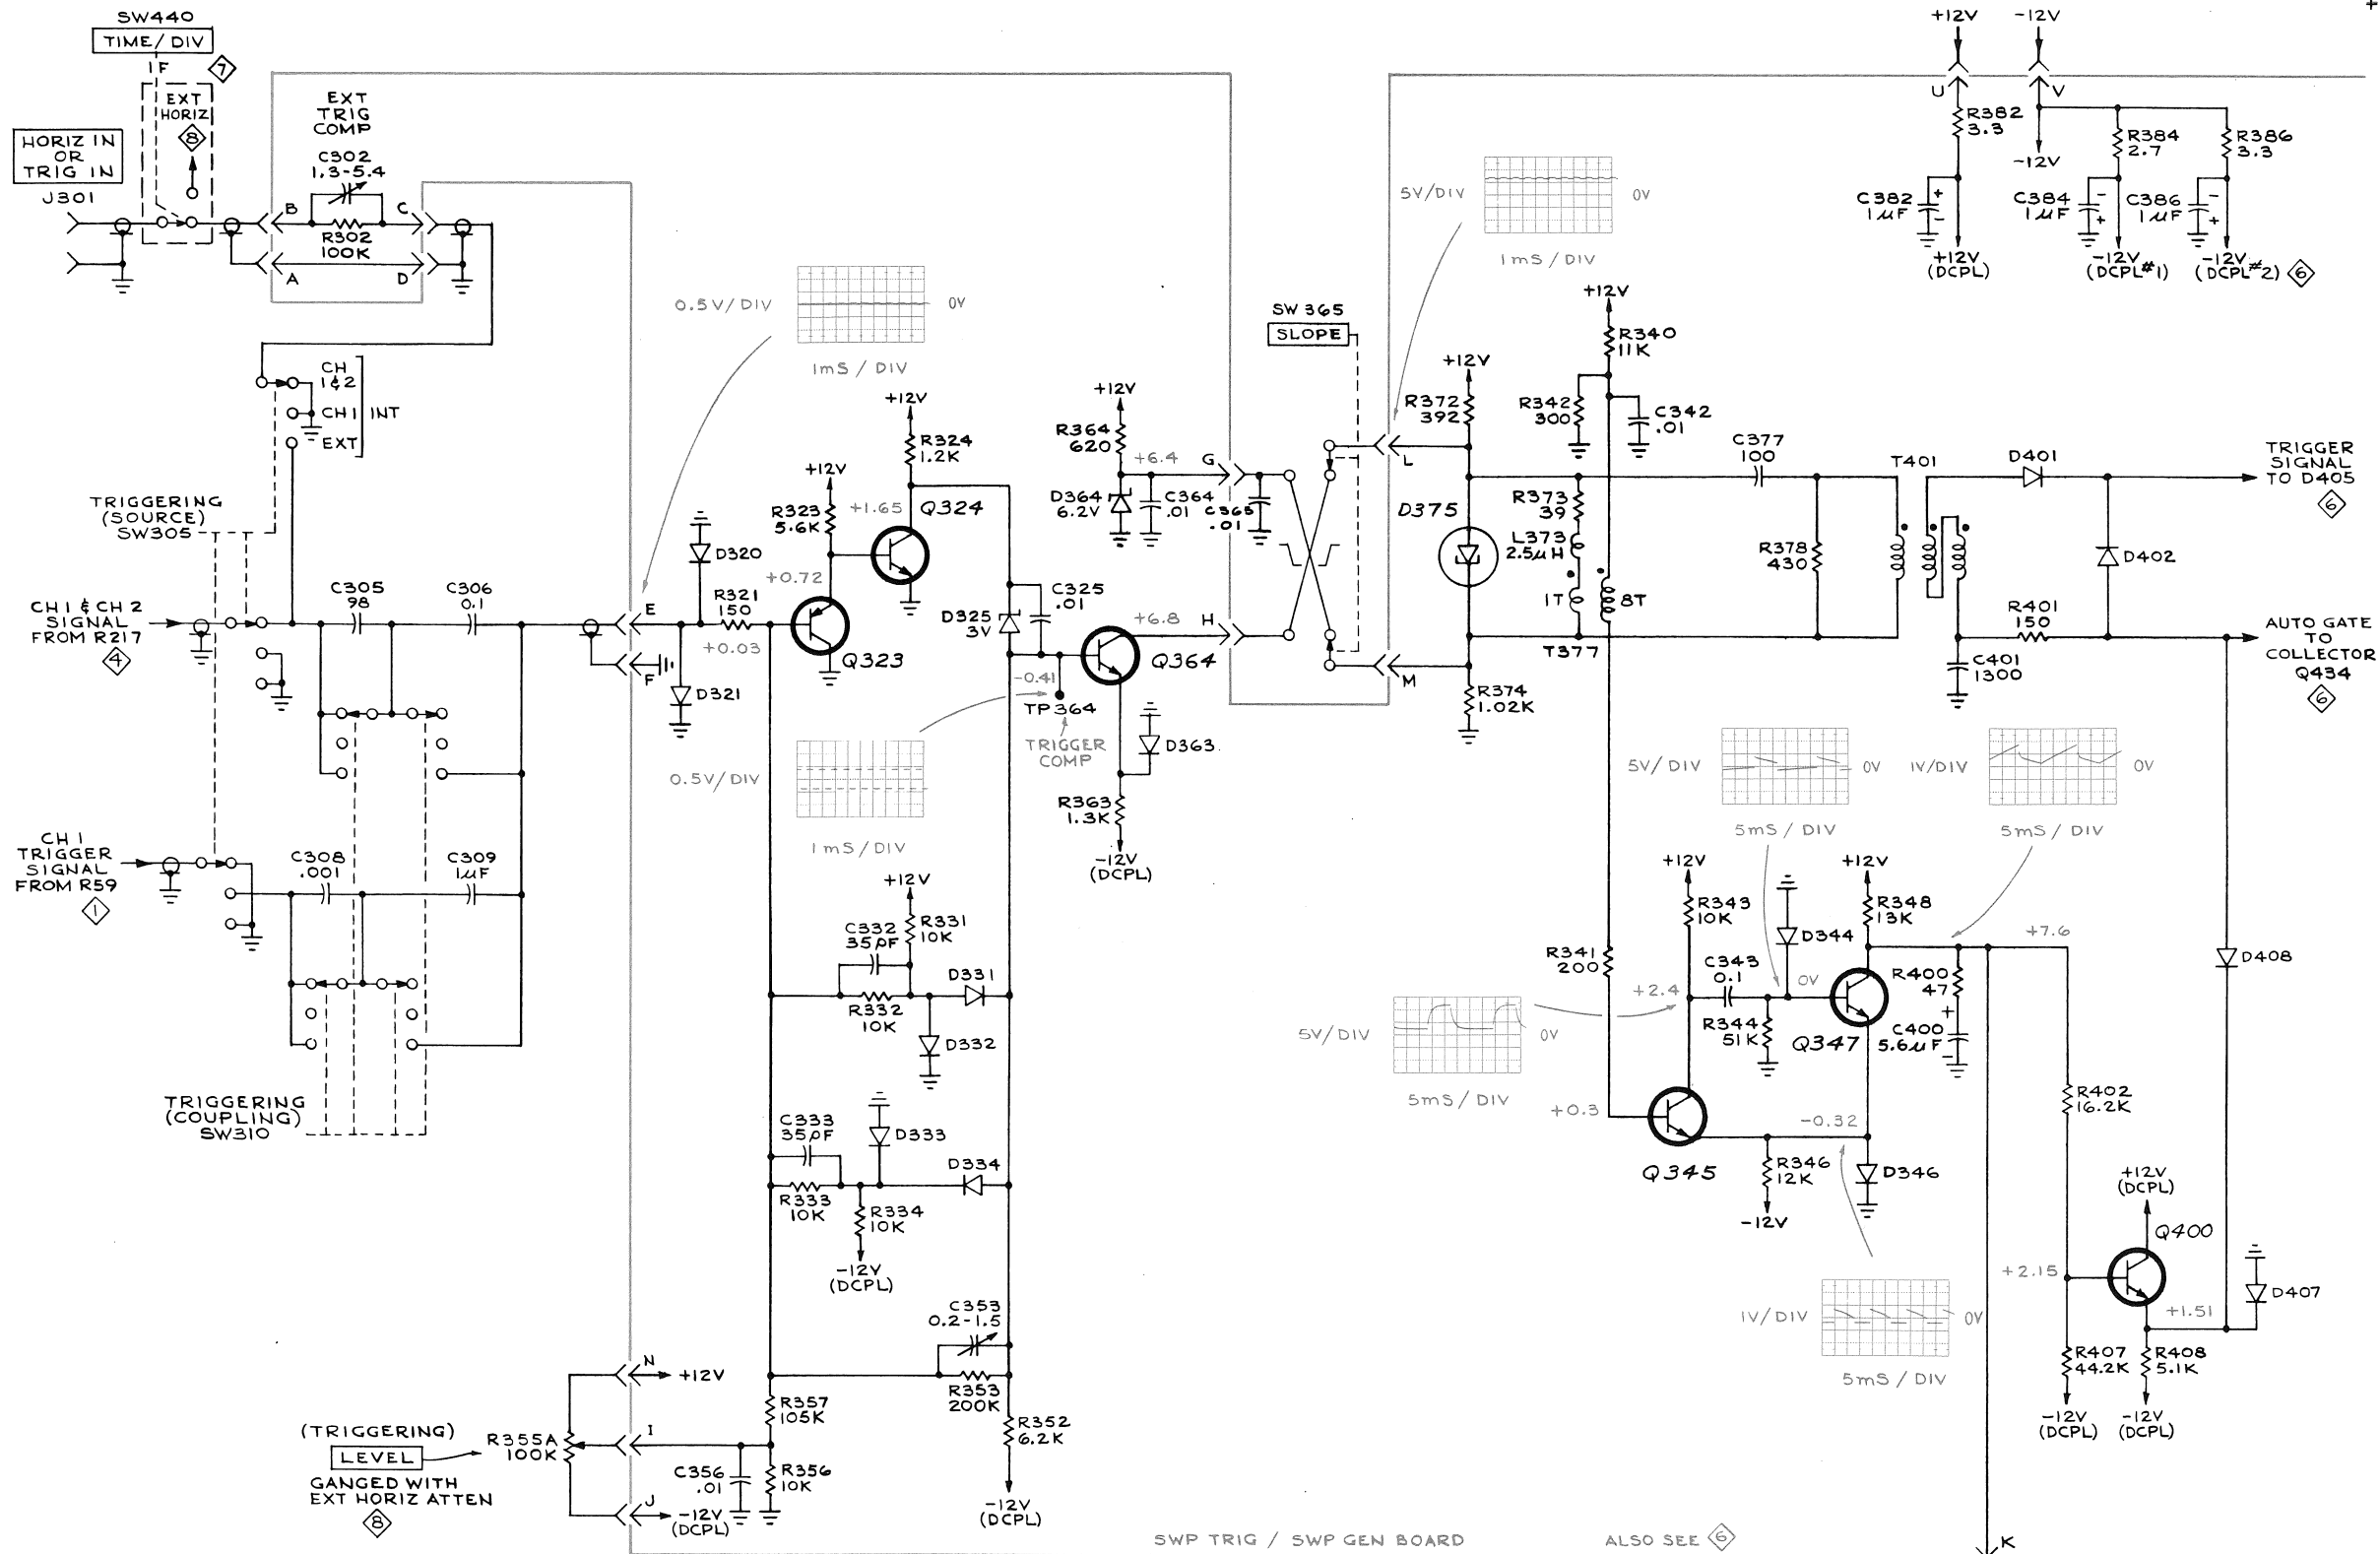 SW440
TIME/DIV
1F
7
EXT
HORIZ
8
HORIZ IN
OR
TRIG IN
J301
EXT
TRIG
COMP
C302
1.3-5.4
B
C
R302
100K
A
D
CH
1&2
CH1
INT
EXT
TRIGGERING
(SOURCE)
SW305
CH1 & CH2
SIGNAL
FROM R217
4
C305
98
C306
0.1
CH 1
TRIGGER
SIGNAL
FROM R59
1
C308
.001
C309
1µF
TRIGGERING
(COUPLING)
SW310
(TRIGGERING)
LEVEL
GANGED WITH
EXT HORIZ ATTEN
8
R355A
100K
N
+12V
I
J
-12V
(DCPL)
C356
.01
R356
10K
R357
105K
0.5V/DIV
0V
1mS/DIV
E
F
D320
D321
R321
150
+0.03
+12V
R323
5.6K
+0.72
Q323
+12V
R324
1.2K
+1.65
Q324
D325
3V
C325
.01
-0.41
TP364
TRIGGER
COMP
0.5V/DIV
1mS/DIV
+12V
R364
620
+6.4
D364
6.2V
C364
.01
G
C365
.01
+6.8
H
Q364
D363
R363
1.3K
-12V
(DCPL)
+12V
R331
10K
C332
35pF
R332
10K
D331
D332
C333
35pF
D333
R333
10K
D334
R334
10K
-12V
(DCPL)
C353
0.2-1.5
R353
200K
R352
6.2K
-12V
(DCPL)
SW365
SLOPE
5V/DIV
0V
1mS/DIV
L
M
+12V
R372
392
D375
R374
1.02K
+12V
R340
11K
R342
300
C342
.01
R373
39
L373
2.5µH
1T
8T
T377
C377
100
R378
430
T401
D401
D402
R401
150
C401
1300
TRIGGER
SIGNAL
TO D405
6
AUTO GATE
TO
COLLECTOR
Q434
6
+12V
-12V
U
V
R382
3.3
-12V
R384
2.7
R386
3.3
C382
1µF
+
-
C384
1µF
-
+
C386
1µF
-
+
+12V
(DCPL)
-12V
(DCPL#1)
-12V
(DCPL#2)
6
+
5V/DIV
0V
5mS/DIV
1V/DIV
0V
5mS/DIV
+12V
R343
10K
D344
+12V
R348
13K
+7.6
R341
200
C343
0.1
0V
+2.4
R344
51K
Q347
R400
47
+
C400
5.6µF
-
5V/DIV
0V
5mS/DIV
+0.3
Q345
-0.32
R346
12K
-12V
D346
1V/DIV
0V
5mS/DIV
D408
R402
16.2K
+12V
(DCPL)
Q400
+2.15
+1.51
D407
R407
44.2K
R408
5.1K
-12V
(DCPL)
-12V
(DCPL)
SWP TRIG / SWP GEN BOARD
ALSO SEE 6
K